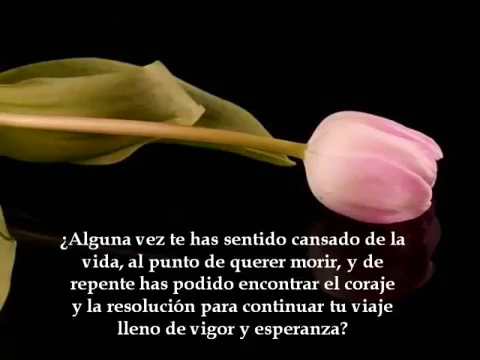 ¿Alguna vez te has sentido cansado de la
vida, al punto de querer morir, y de
repente has podido encontrar el coraje
y la resolución para continuar tu viaje
lleno de vigor y esperanza?